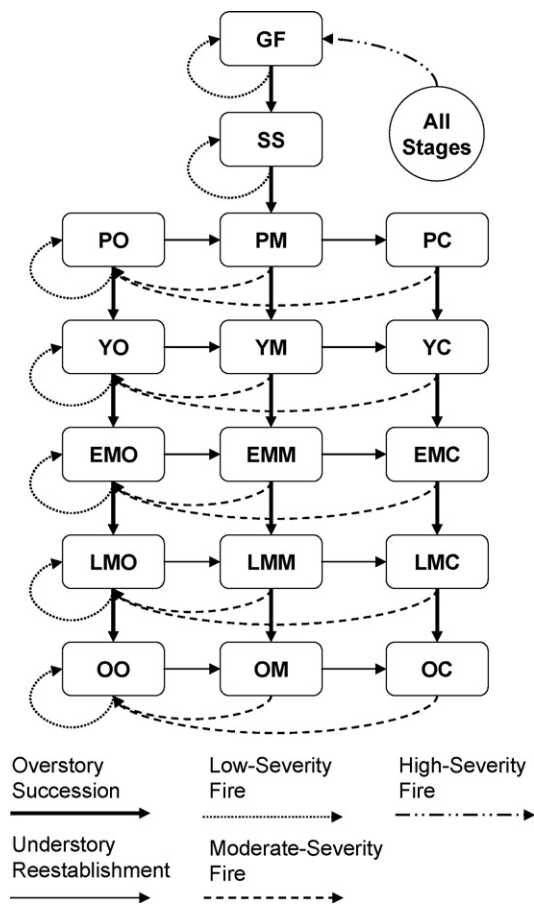 GF
All
Stages
SS
PO
PM
PC
YO
YM
YC
EMO
EMM
EMC
LMO
LMM
LMC
OO
OM
OC
Overstory
Succession
Low-Severity
Fire
High-Severity
Fire
Understory
Reestablishment
Moderate-Severity
Fire